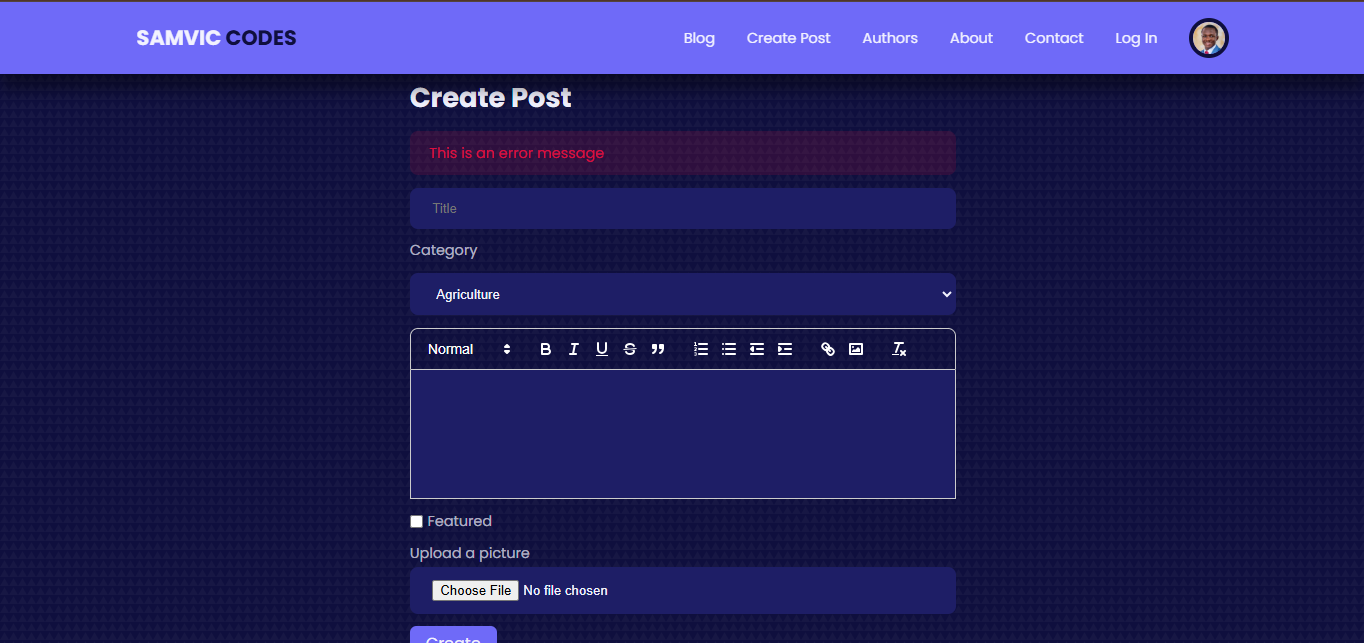 SAMVIC CODES Blog Create Post Authors About Contact Log In
Create Post
This is an error message
Title
Category
Agriculture
Normal B I U S
Featured
Upload a picture
Choose File No file chosen
Create